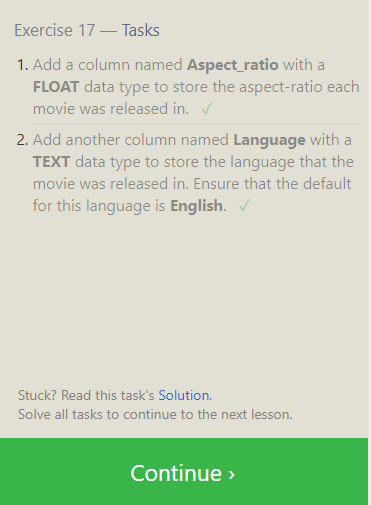 Exercise 17 — Tasks
1. Add a column named Aspect_ratio with a
FLOAT data type to store the aspect-ratio each
movie was released in. ✓
2. Add another column named Language with a
TEXT data type to store the language that the
movie was released in. Ensure that the default
for this language is English. ✓
Stuck? Read this task's Solution.
Solve all tasks to continue to the next lesson.
Continue ›